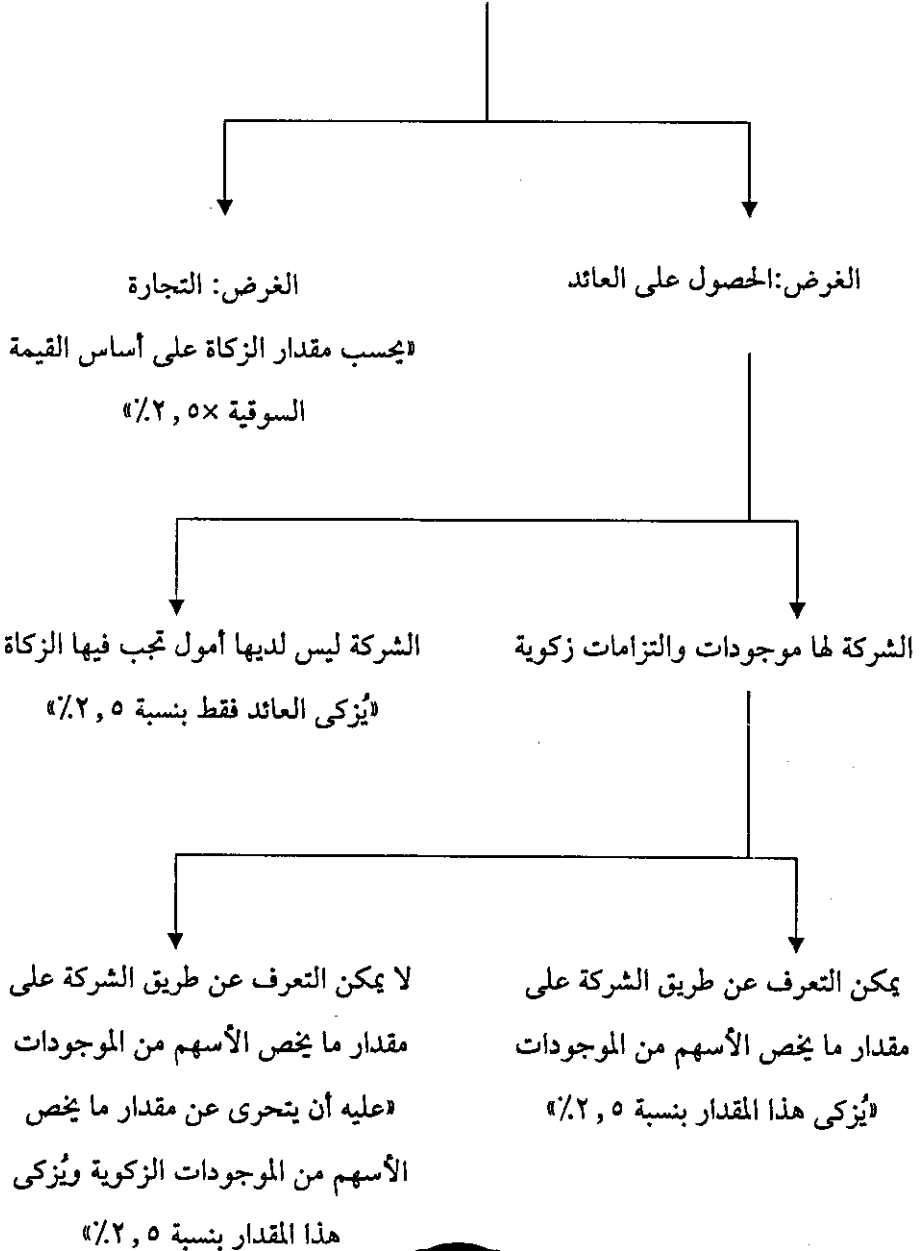 الغرض:الحصول على العائد
الغرض: التجارة
«يحسب مقدار الزكاة على أساس القيمة
السوقية ×٢,٥٪»
الشركة لها موجودات والتزامات زكوية
الشركة ليس لديها أمول تجب فيها الزكاة
«يُزكى العائد فقط بنسبة ٢,٥٪»
يمكن التعرف عن طريق الشركة على
مقدار ما يخص الأسهم من الموجودات
«يُزكى هذا المقدار بنسبة ٢,٥٪»
لا يمكن التعرف عن طريق الشركة على
مقدار ما يخص الأسهم من الموجودات
«عليه أن يتحرى عن مقدار ما يخص
الأسهم من الموجودات الزكوية ويُزكى
هذا المقدار بنسبة ٢,٥٪»